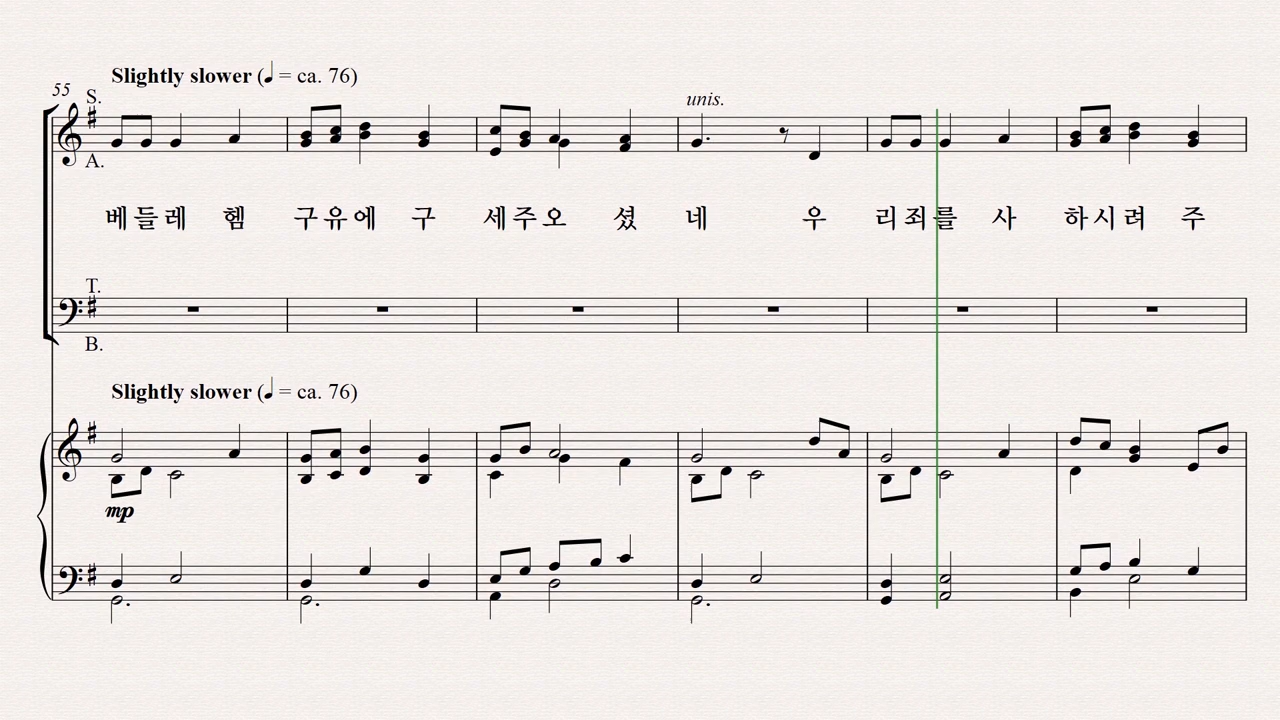 Slightly slower (♩ = ca. 76)
55
S.
unis.
A.
베들레 헴 구유에 구 세주오 셨 네 우 리죄를 사 하시려 주
T.
B.
Slightly slower (♩ = ca. 76)
mp